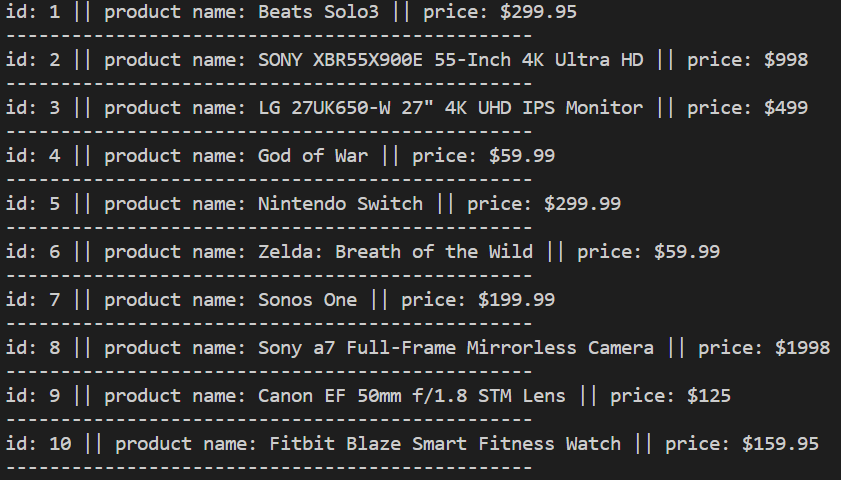 id: 1 || product name: Beats Solo3 || price: $299.95
------------------------------------------------
id: 2 || product name: SONY XBR55X900E 55-Inch 4K Ultra HD || price: $998
------------------------------------------------
id: 3 || product name: LG 27UK650-W 27" 4K UHD IPS Monitor || price: $499
------------------------------------------------
id: 4 || product name: God of War || price: $59.99
------------------------------------------------
id: 5 || product name: Nintendo Switch || price: $299.99
------------------------------------------------
id: 6 || product name: Zelda: Breath of the Wild || price: $59.99
------------------------------------------------
id: 7 || product name: Sonos One || price: $199.99
------------------------------------------------
id: 8 || product name: Sony a7 Full-Frame Mirrorless Camera || price: $1998
------------------------------------------------
id: 9 || product name: Canon EF 50mm f/1.8 STM Lens || price: $125
------------------------------------------------
id: 10 || product name: Fitbit Blaze Smart Fitness Watch || price: $159.95
------------------------------------------------